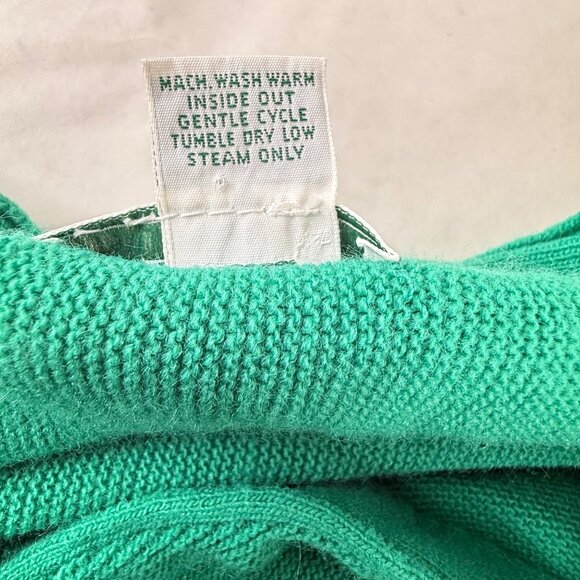 MACH. WASH WARM
INSIDE OUT
GENTLE CYCLE
TUMBLE DRY LOW
STEAM ONLY